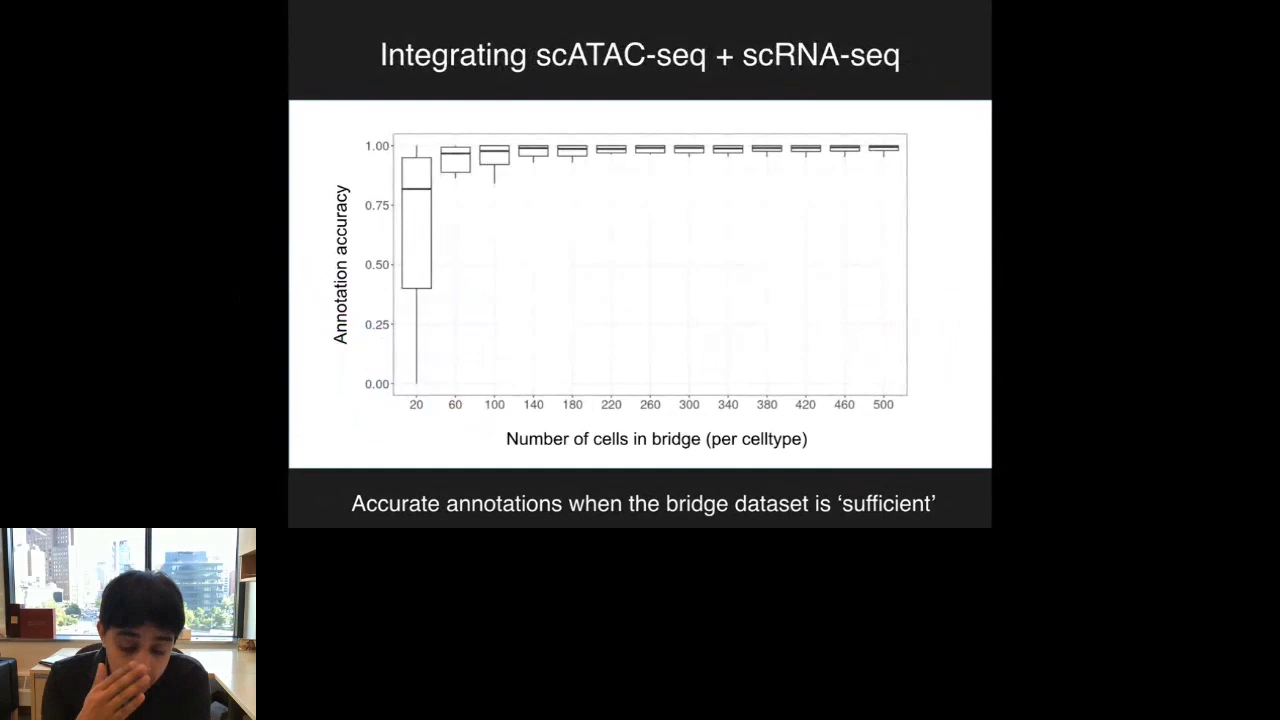 Integrating scATAC-seq + scRNA-seq
Annotation accuracy
1.00
0.75
0.50
0.25
0.00
20 60 100 140 180 220 260 300 340 380 420 460 500
Number of cells in bridge (per celltype)
Accurate annotations when the bridge dataset is ‘sufficient’